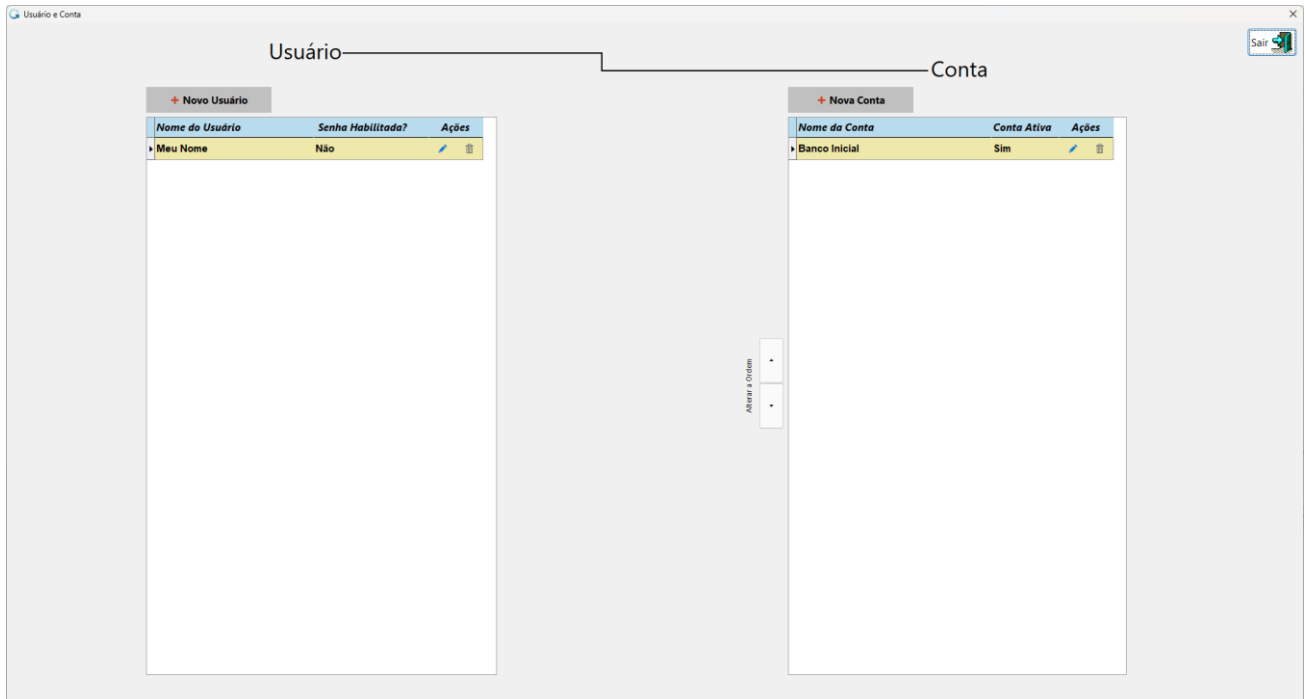 Usuário e Conta
Sair
Usuário
Conta
+ Novo Usuário
Nome do Usuário Senha Habilitada? Ações
Meu Nome Não
+ Nova Conta
Nome da Conta Conta Ativa Ações
Banco Inicial Sim
Alterar a Ordem